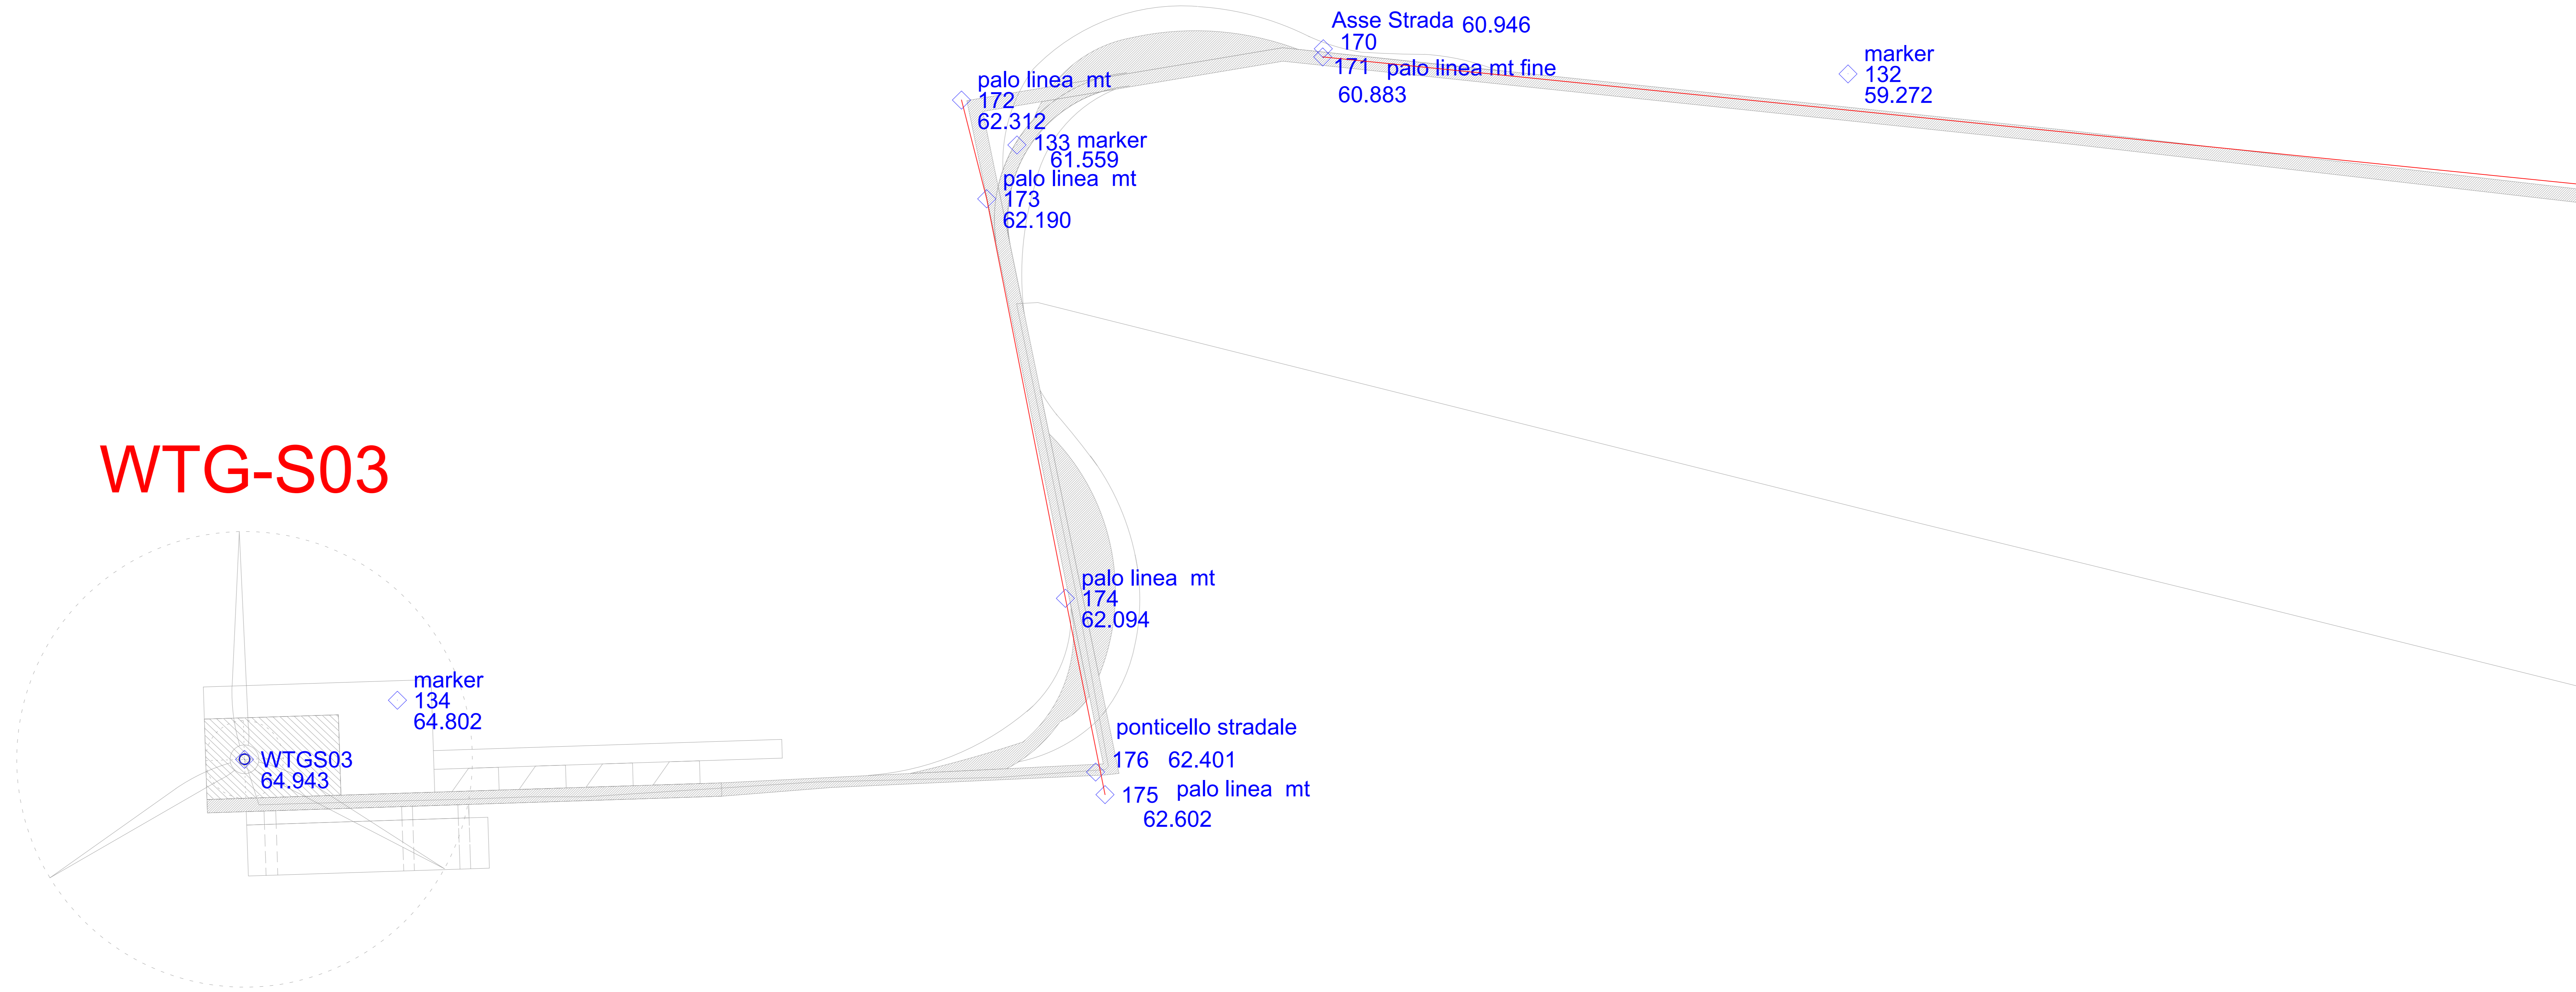 Asse Strada 60.946
170
171 palo linea mt fine
60.883
marker
132
59.272
palo linea mt
172
62.312
133 marker
61.559
palo linea mt
173
62.190
WTG-S03
palo linea mt
174
62.094
marker
134
64.802
WTGS03
64.943
ponticello stradale
176 62.401
175 palo linea mt
62.602